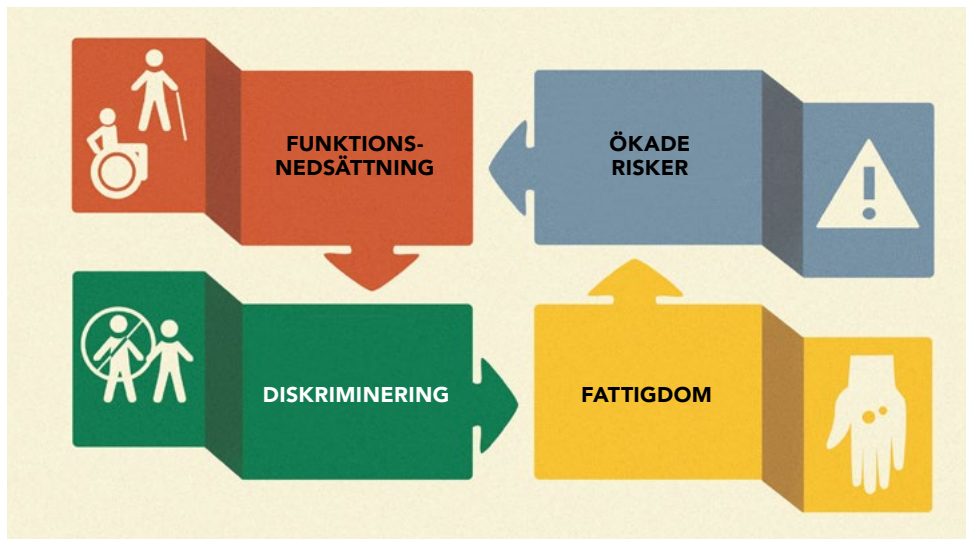 FUNKTIONS-
NEDSÄTTNING
ÖKADE
RISKER
DISKRIMINERING
FATTIGDOM